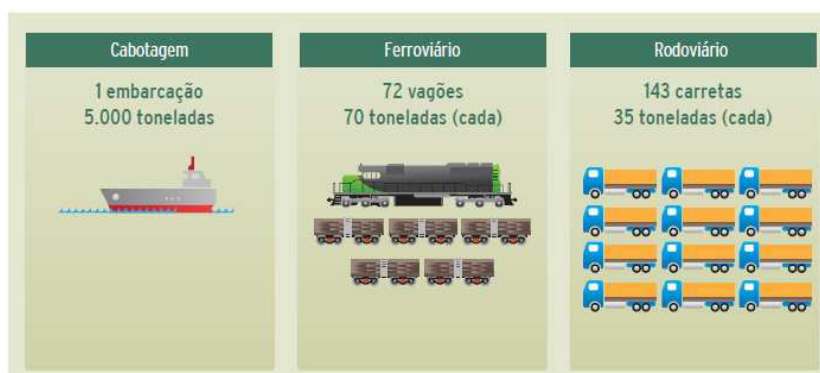 Cabotagem
1 embarcação
5.000 toneladas
Ferroviário
72 vagões
70 toneladas (cada)
Rodoviário
143 carretas
35 toneladas (cada)